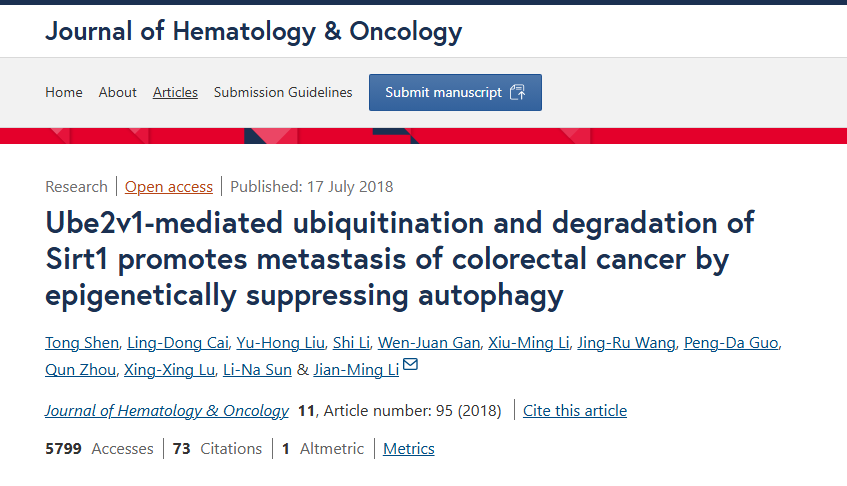 Journal of Hematology & Oncology
Home About Articles Submission Guidelines Submit manuscript
Research Open access Published: 17 July 2018
Ube2v1-mediated ubiquitination and degradation of
Sirt1 promotes metastasis of colorectal cancer by
epigenetically suppressing autophagy
Tong Shen, Ling-Dong Cai, Yu-Hong Liu, Shi Li, Wen-Juan Gan, Xiu-Ming Li, Jing-Ru Wang, Peng-Da Guo,
Qun Zhou, Xing-Xing Lu, Li-Na Sun & Jian-Ming Li
Journal of Hematology & Oncology 11, Article number: 95 (2018) Cite this article
5799 Accesses 73 Citations 1 Altmetric Metrics